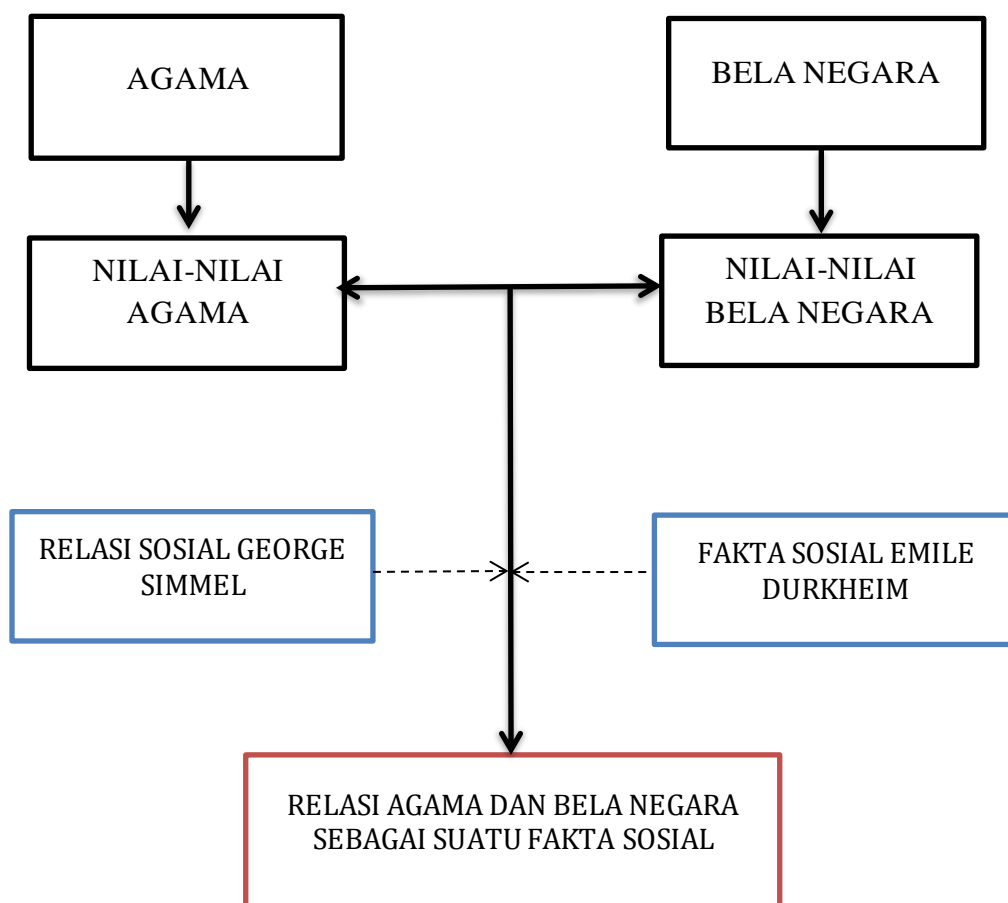 AGAMA
BELA NEGARA
NILAI-NILAI
AGAMA
NILAI-NILAI
BELA NEGARA
RELASI SOSIAL GEORGE
SIMMEL
FAKTA SOSIAL EMILE
DURKHEIM
RELASI AGAMA DAN BELA NEGARA
SEBAGAI SUATU FAKTA SOSIAL